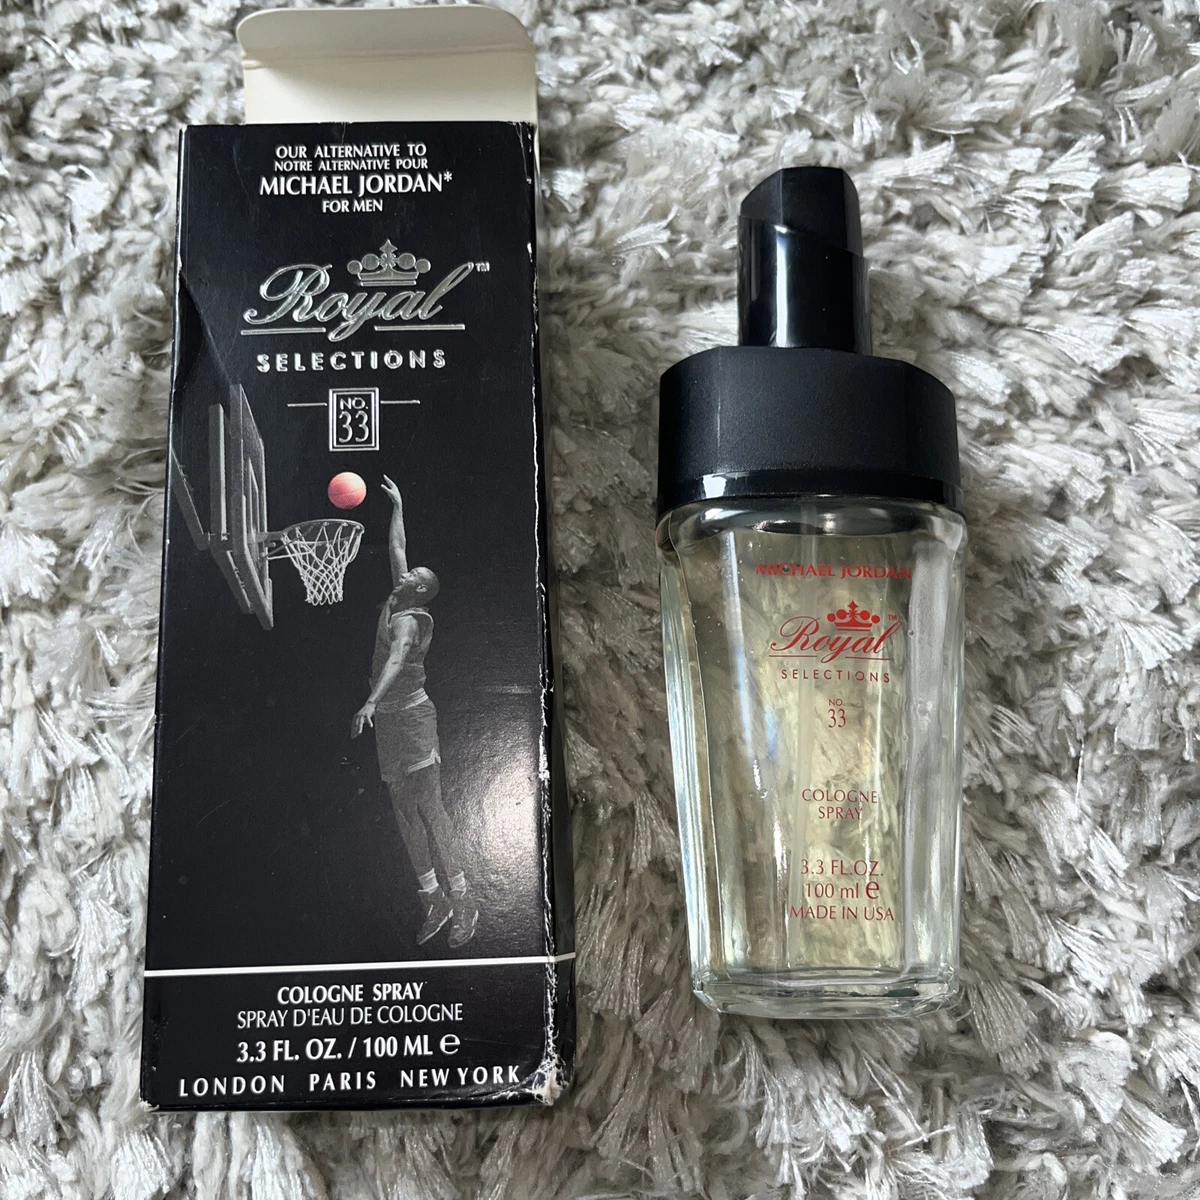 OUR ALTERNATIVE TO
NOTRE ALTERNATIVE POUR
MICHAEL JORDAN*
FOR MEN
Royal™
SELECTIONS
NO.
33
COLOGNE SPRAY
SPRAY D'EAU DE COLOGNE
3.3 FL. OZ. / 100 ML e
LONDON PARIS NEW YORK
MICHAEL JORDAN
Royal™
SELECTIONS
NO.
33
COLOGNE
SPRAY
3.3 FL.OZ.
100 ml e
MADE IN USA